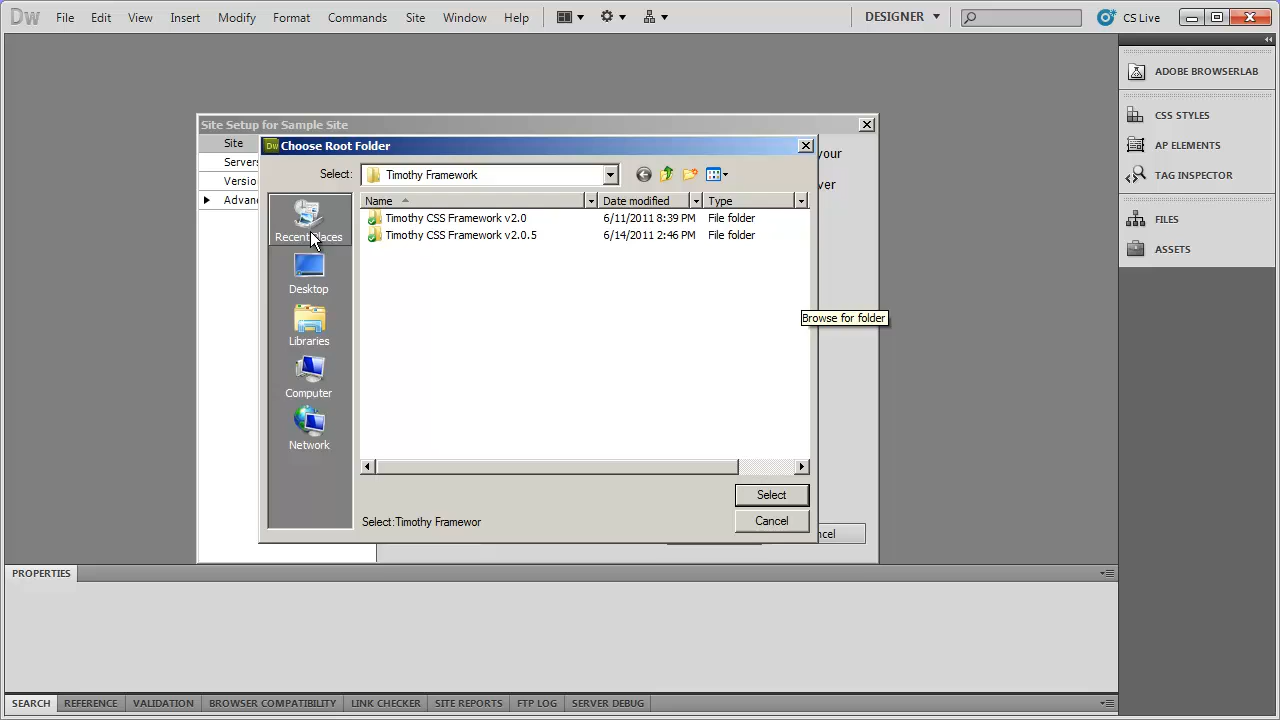 Dw File Edit View Insert Modify Format Commands Site Window Help DESIGNER CS Live
ADOBE BROWSERLAB
CSS STYLES
AP ELEMENTS
TAG INSPECTOR
FILES
ASSETS
Site Setup for Sample Site
Site
Servers
Versio
Advan
your
ver
ncel
Dw Choose Root Folder
Select: Timothy Framework
Name Date modified Type
Timothy CSS Framework v2.0 6/11/2011 8:39 PM File folder
Timothy CSS Framework v2.0.5 6/14/2011 2:46 PM File folder
Recent Places
Desktop
Libraries
Computer
Network
Browse for folder
Select
Select:Timothy Framewor
Cancel
PROPERTIES
SEARCH REFERENCE VALIDATION BROWSER COMPATIBILITY LINK CHECKER SITE REPORTS FTP LOG SERVER DEBUG